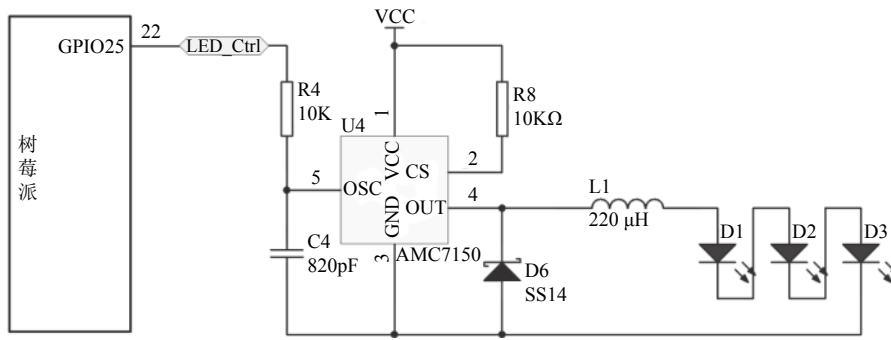 VCC
GPIO25
22
LED_Ctrl
R4
10K
R8
10KΩ
U4
1
VCC
CS
2
树莓派
5
OSC
OUT
4
GND
3
AMC7150
C4
820pF
L1
220 μH
D6
SS14
D1
D2
D3